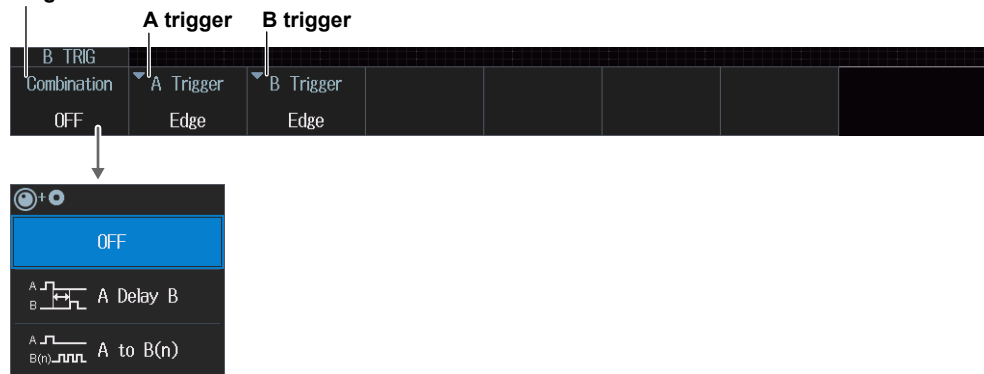 A trigger B trigger
B TRIG
Combination A Trigger B Trigger
OFF Edge Edge
OFF
A
B
A Delay B
A
B(n)
A to B(n)